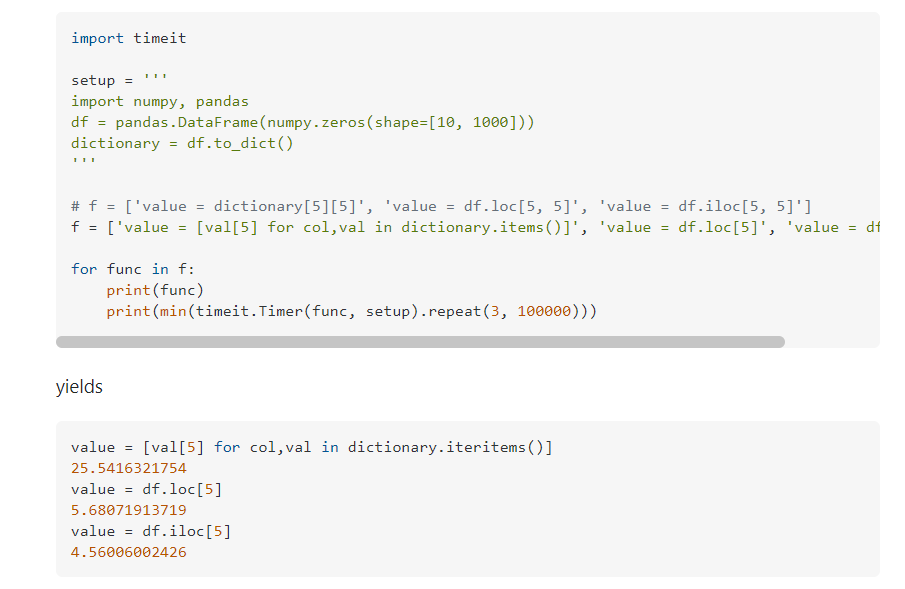 import timeit
setup = '''
import numpy, pandas
df = pandas.DataFrame(numpy.zeros(shape=[10, 1000]))
dictionary = df.to_dict()
'''
# f = ['value = dictionary[5][5]', 'value = df.loc[5, 5]', 'value = df.iloc[5, 5]']
f = ['value = [val[5] for col,val in dictionary.items()]', 'value = df.loc[5]', 'value = df
for func in f:
    print(func)
    print(min(timeit.Timer(func, setup).repeat(3, 100000)))
yields
value = [val[5] for col,val in dictionary.iteritems()]
25.5416321754
value = df.loc[5]
5.68071913719
value = df.iloc[5]
4.56006002426